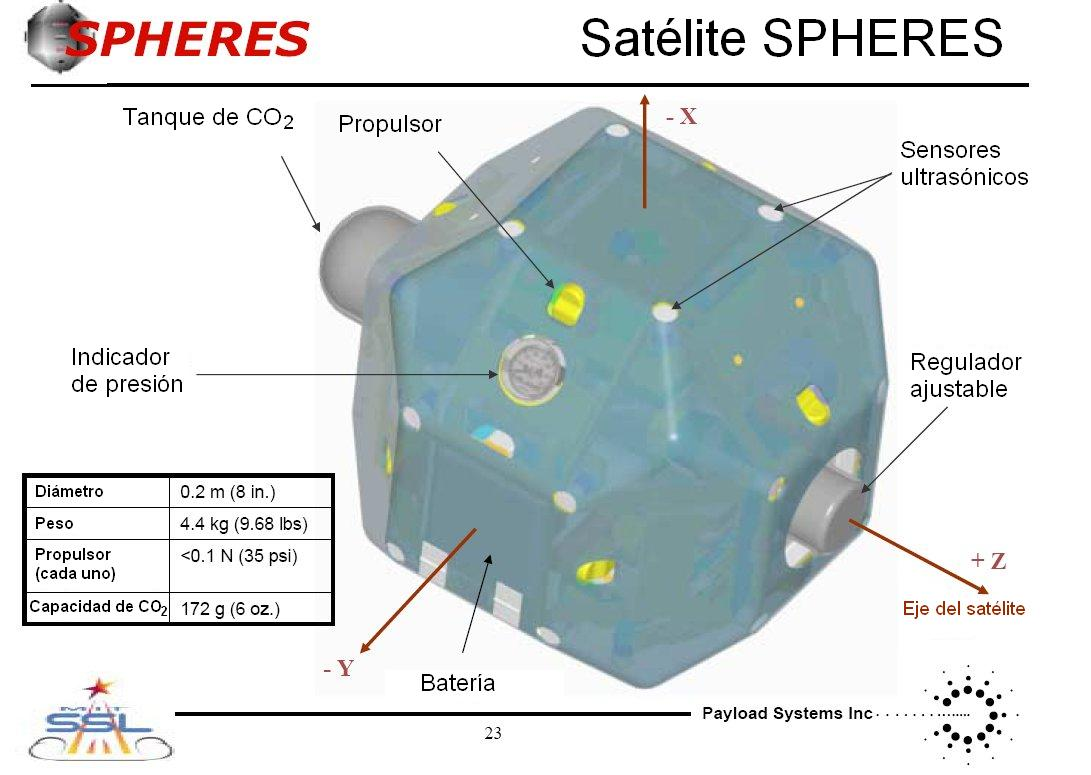 SPHERES
Satélite SPHERES
Tanque de CO2
Propulsor
- X
Sensores
ultrasónicos
Indicador
de presión
Regulador
ajustable
Diámetro 0.2 m (8 in.)
Peso 4.4 kg (9.68 lbs)
Propulsor
(cada uno) <0.1 N (35 psi)
Capacidad de CO2 172 g (6 oz.)
+ Z
Eje del satélite
- Y
Batería
MIT
SSL
Payload Systems Inc
23